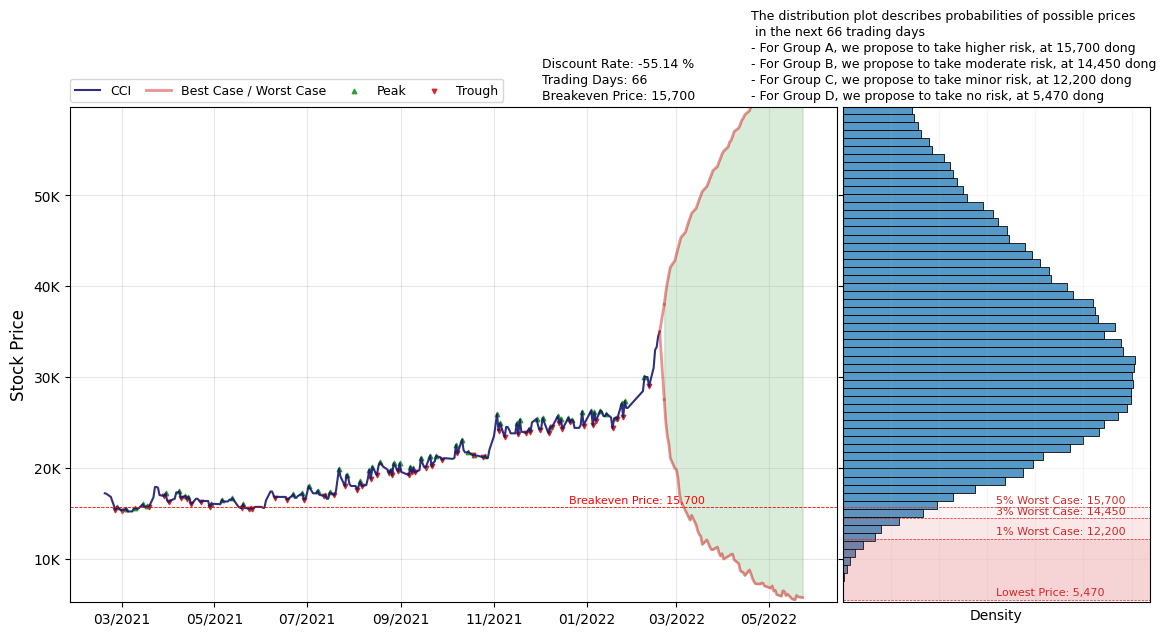 The distribution plot describes probabilities of possible prices
in the next 66 trading days
- For Group A, we propose to take higher risk, at 15,700 dong
- For Group B, we propose to take moderate risk, at 14,450 dong
- For Group C, we propose to take minor risk, at 12,200 dong
- For Group D, we propose to take no risk, at 5,470 dong
Discount Rate: -55.14 %
Trading Days: 66
Breakeven Price: 15,700
CCI
Best Case / Worst Case
Peak
Trough
Stock Price
50K
40K
30K
20K
10K
Breakeven Price: 15,700
03/2021
05/2021
07/2021
09/2021
11/2021
01/2022
03/2022
05/2022
5% Worst Case: 15,700
3% Worst Case: 14,450
1% Worst Case: 12,200
Lowest Price: 5,470
Density